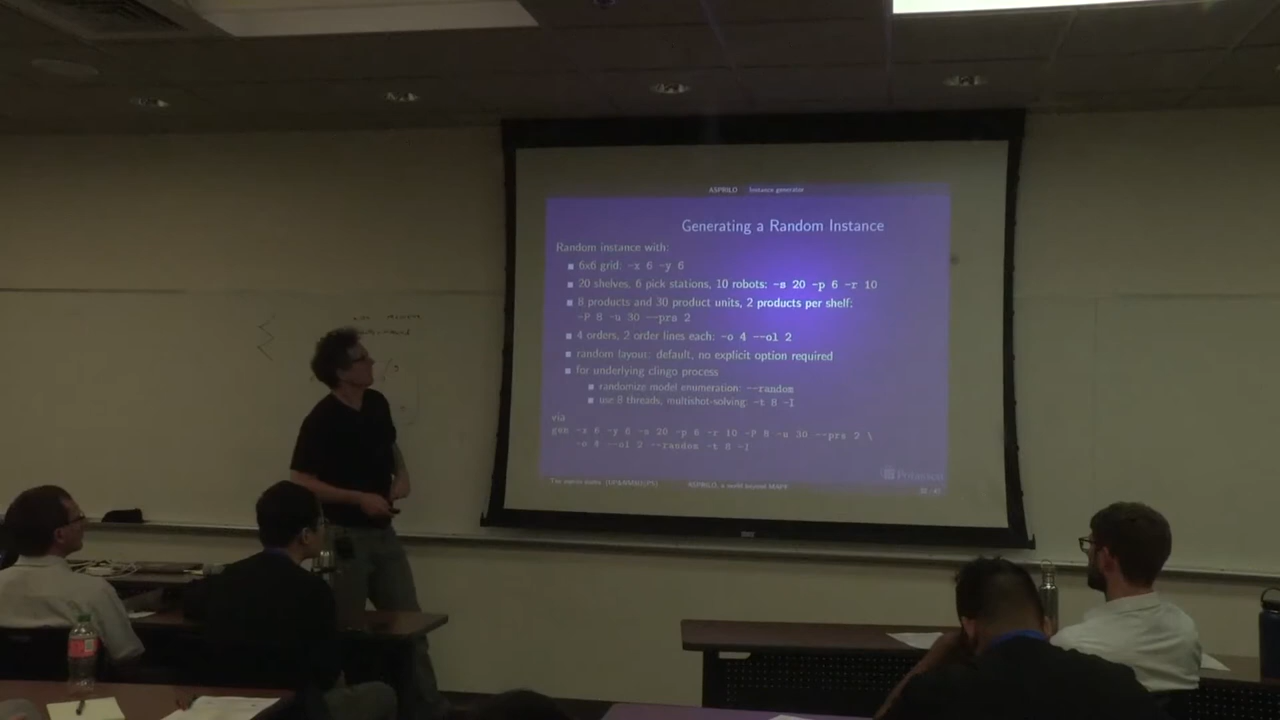 ASPRILO Instance generator
Generating a Random Instance
Random instance with:
6x6 grid: -x 6 -y 6
20 shelves, 6 pick stations, 10 robots: -s 20 -p 6 -r 10
8 products and 30 product units, 2 products per shelf:
-P 8 -u 30 --prs 2
4 orders, 2 order lines each: -o 4 --ol 2
random layout: default, no explicit option required
for underlying clingo process
randomize model enumeration: --random
use 8 threads, multishot-solving: -t 8 -I
via
gen -x 6 -y 6 -s 20 -p 6 -r 10 -P 8 -u 30 --prs 2 \
-o 4 --ol 2 --random -t 8 -I
Potassco
ASPRILO, a world beyond MAPF